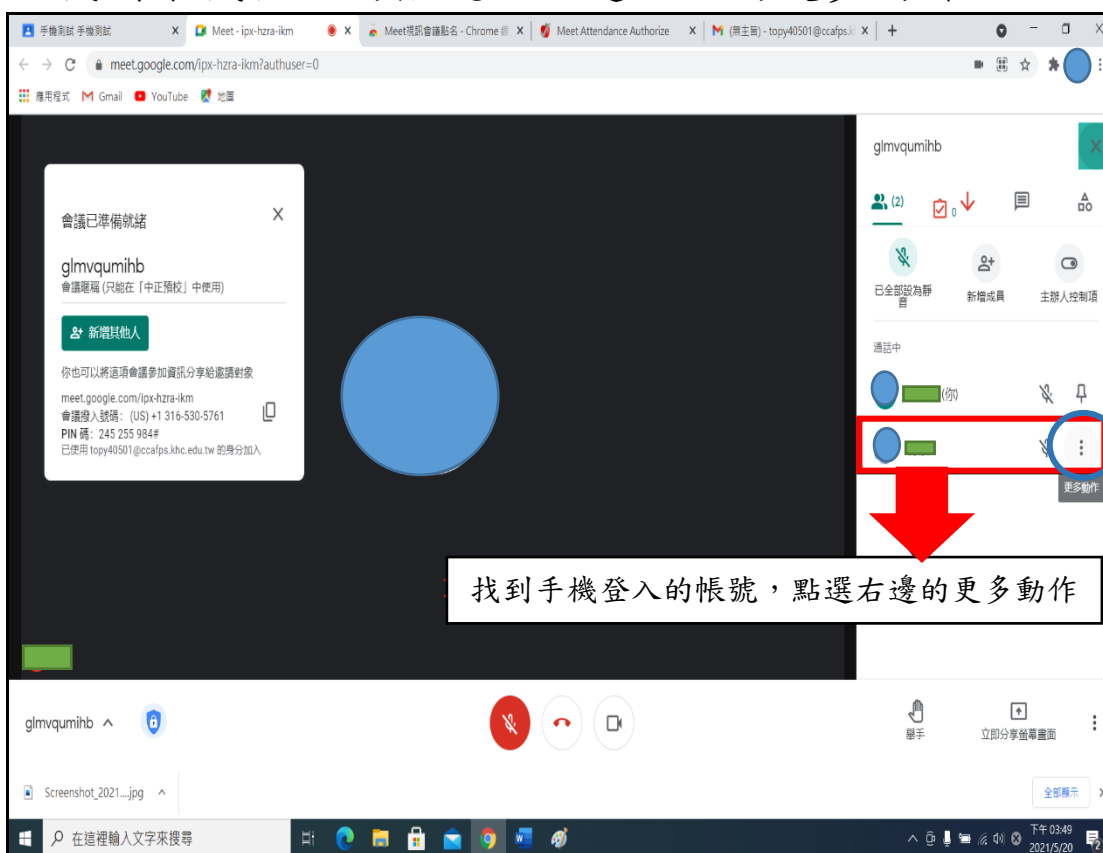 手機測試 手機測試
Meet - ipx-hzra-ikm
Meet視訊會議點名 - Chrome
Meet Attendance Authorize
(無主旨) - topy40501@ccafps.k
meet.google.com/ipx-hzra-ikm?authuser=0
應用程式 Gmail YouTube 地圖
glmvqumihb
(2)
0
已全部設為靜音
新增成員
主辦人控制項
通話中
(你)
更多動作
會議已準備就緒
glmvqumihb
會議暱稱 (只能在「中正預校」中使用)
新增其他人
你也可以將這項會議參加資訊分享給邀請對象
meet.google.com/ipx-hzra-ikm
會議撥入號碼: (US) +1 316-530-5761
PIN 碼: 245 255 984#
已使用 topy40501@ccafps.khc.edu.tw 的身分加入
找到手機登入的帳號，點選右邊的更多動作
glmvqumihb
舉手
立即分享螢幕畫面
Screenshot_2021....jpg
全部顯示
在這裡輸入文字來搜尋
下午 03:49
2021/5/20
2